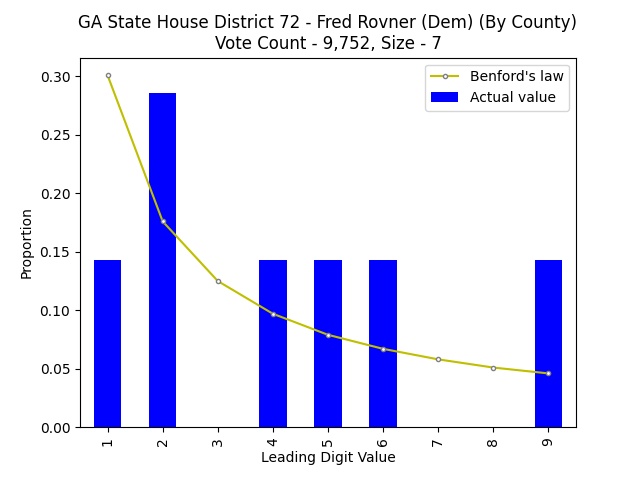 GA State House District 72 - Fred Rovner (Dem) (By County)
Vote Count - 9,752, Size - 7
Benford's law
Actual value
0.30
0.25
0.20
0.15
0.10
0.05
0.00
Proportion
1 2 3 4 5 6 7 8 9
Leading Digit Value